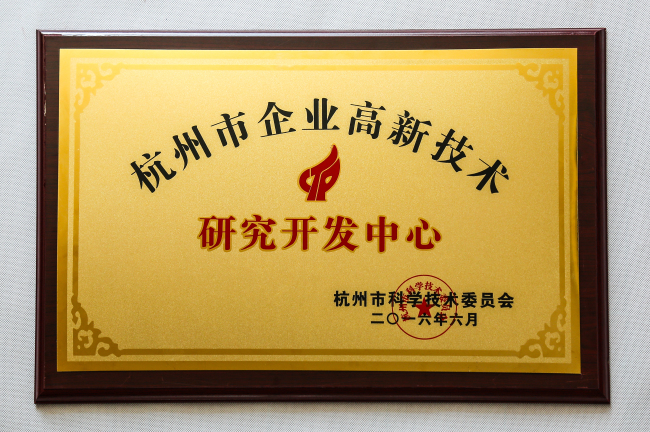 杭州市企业高新技术
研究开发中心
杭州市科学技术委员会
二〇一六年六月